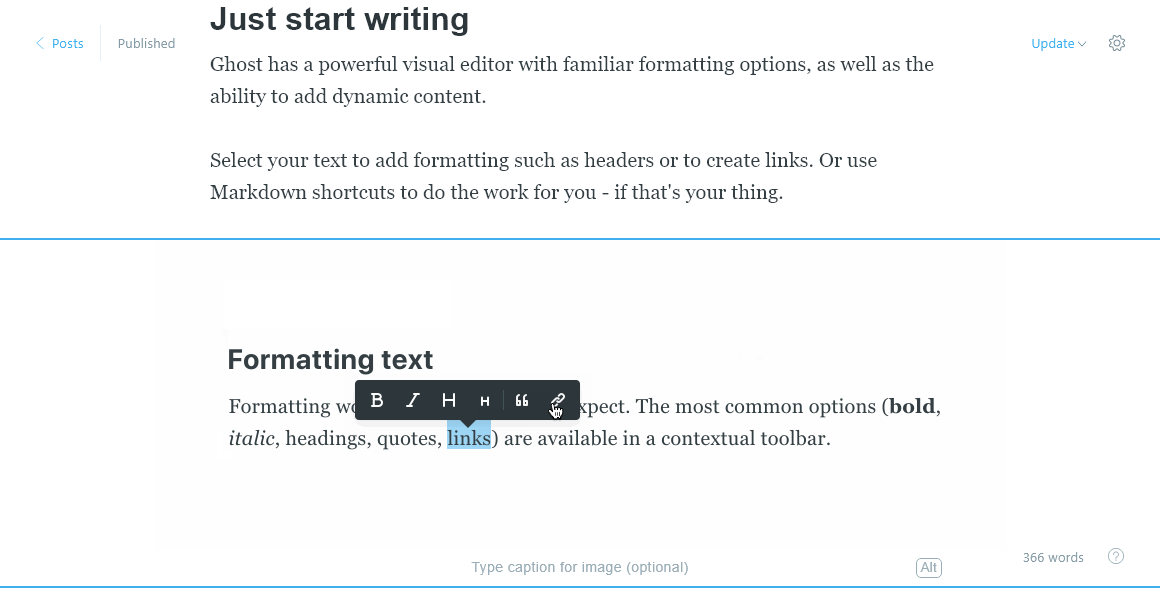 Just start writing
Posts
Published
Update
Ghost has a powerful visual editor with familiar formatting options, as well as the
ability to add dynamic content.
Select your text to add formatting such as headers or to create links. Or use
Markdown shortcuts to do the work for you - if that's your thing.
Formatting text
B I H H
Formatting The most common options (bold,
italic, headings, quotes, links) are available in a contextual toolbar.
366 words
?
Type caption for image (optional)
Alt